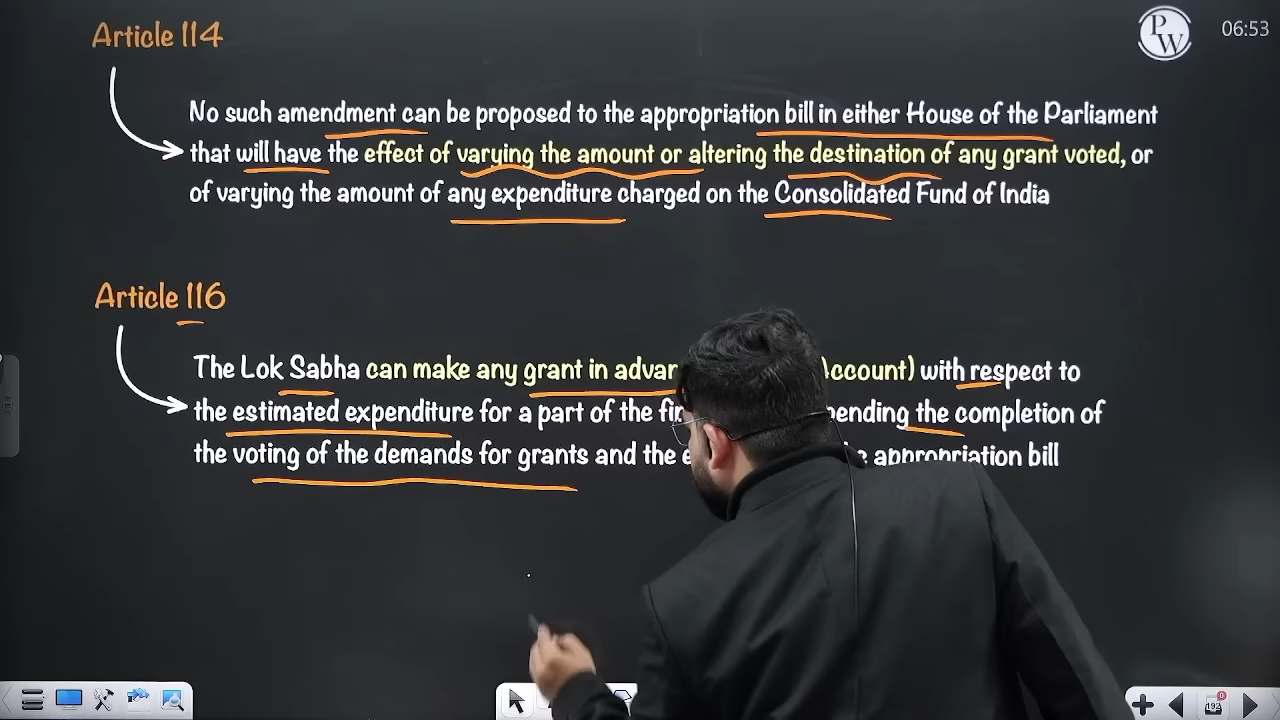 Article 114
PW
06:53
No such amendment can be proposed to the appropriation bill in either House of the Parliament
that will have the effect of varying the amount or altering the destination of any grant voted, or
of varying the amount of any expenditure charged on the Consolidated Fund of India
Article 116
The Lok Sabha can make any grant in Account) with respect to
the estimated expenditure for a part of the pending the completion of
the voting of the demands for grants and the appropriation bill
192